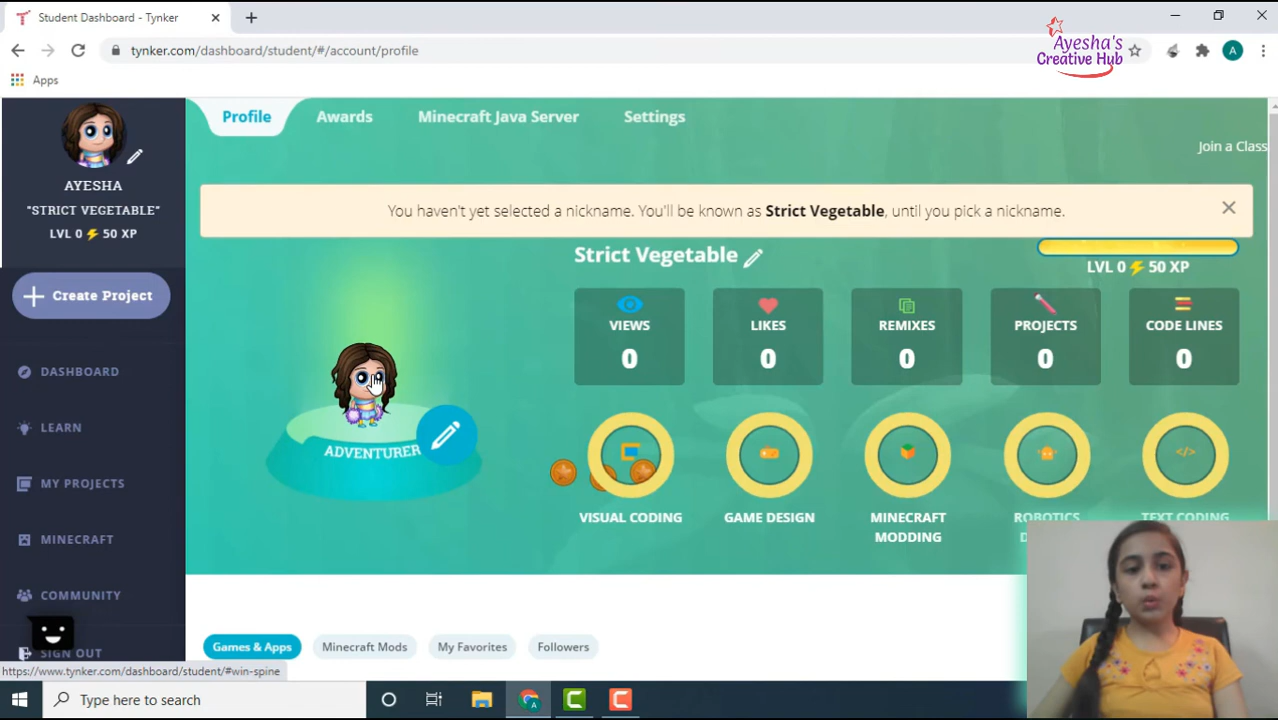 Student Dashboard - Tynker
tynker.com/dashboard/student/#/account/profile
A
Ayesha's
Creative Hub
Apps
Profile
Awards
Minecraft Java Server
Settings
Join a Class
AYESHA
"STRICT VEGETABLE"
LVL 0 50 XP
You haven't yet selected a nickname. You'll be known as Strict Vegetable, until you pick a nickname.
Strict Vegetable
LVL 0 50 XP
Create Project
VIEWS
0
LIKES
0
REMIXES
0
PROJECTS
0
CODE LINES
0
DASHBOARD
LEARN
MY PROJECTS
MINECRAFT
COMMUNITY
SIGN OUT
ADVENTURER
VISUAL CODING
GAME DESIGN
MINECRAFT
MODDING
ROBOTICS
TEXT CODING
Games & Apps
Minecraft Mods
My Favorites
Followers
https://www.tynker.com/dashboard/student/#win-spine
Type here to search